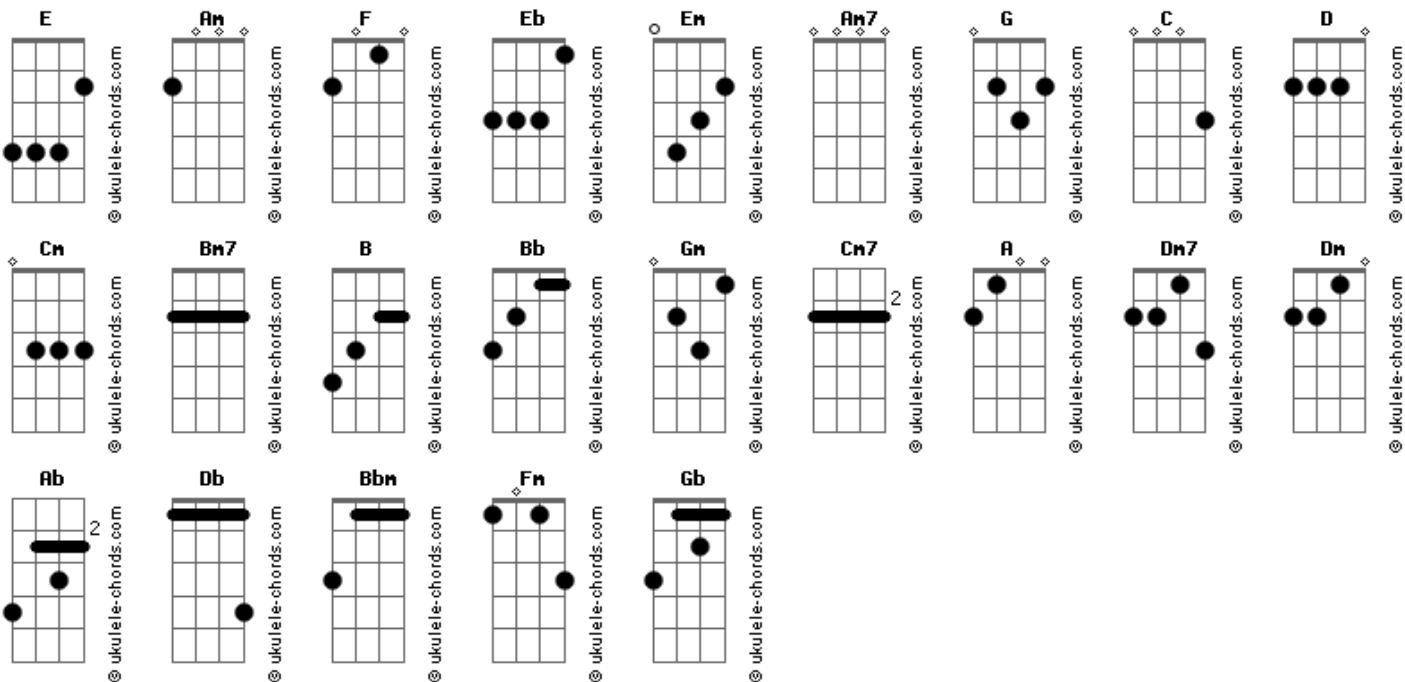 E Am F Eb Em Am7 G C D
© ukulele-chords.com © ukulele-chords.com © ukulele-chords.com © ukulele-chords.com © ukulele-chords.com © ukulele-chords.com © ukulele-chords.com © ukulele-chords.com © ukulele-chords.com
Cm Bm7 B Bb Gm Cm7 A Dm7 Dm
2
© ukulele-chords.com © ukulele-chords.com © ukulele-chords.com © ukulele-chords.com © ukulele-chords.com © ukulele-chords.com © ukulele-chords.com © ukulele-chords.com © ukulele-chords.com
Ab Db Bbm Fm Gb
2
© ukulele-chords.com © ukulele-chords.com © ukulele-chords.com © ukulele-chords.com © ukulele-chords.com